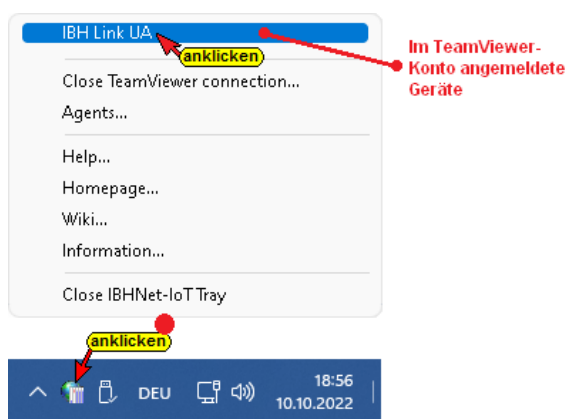 IBH Link UA
anklicken
Im TeamViewer-
Konto angemeldete
Geräte
Close TeamViewer connection...
Agents...
Help...
Homepage...
Wiki...
Information...
Close IBHNet-IoT Tray
anklicken
DEU
18:56
10.10.2022